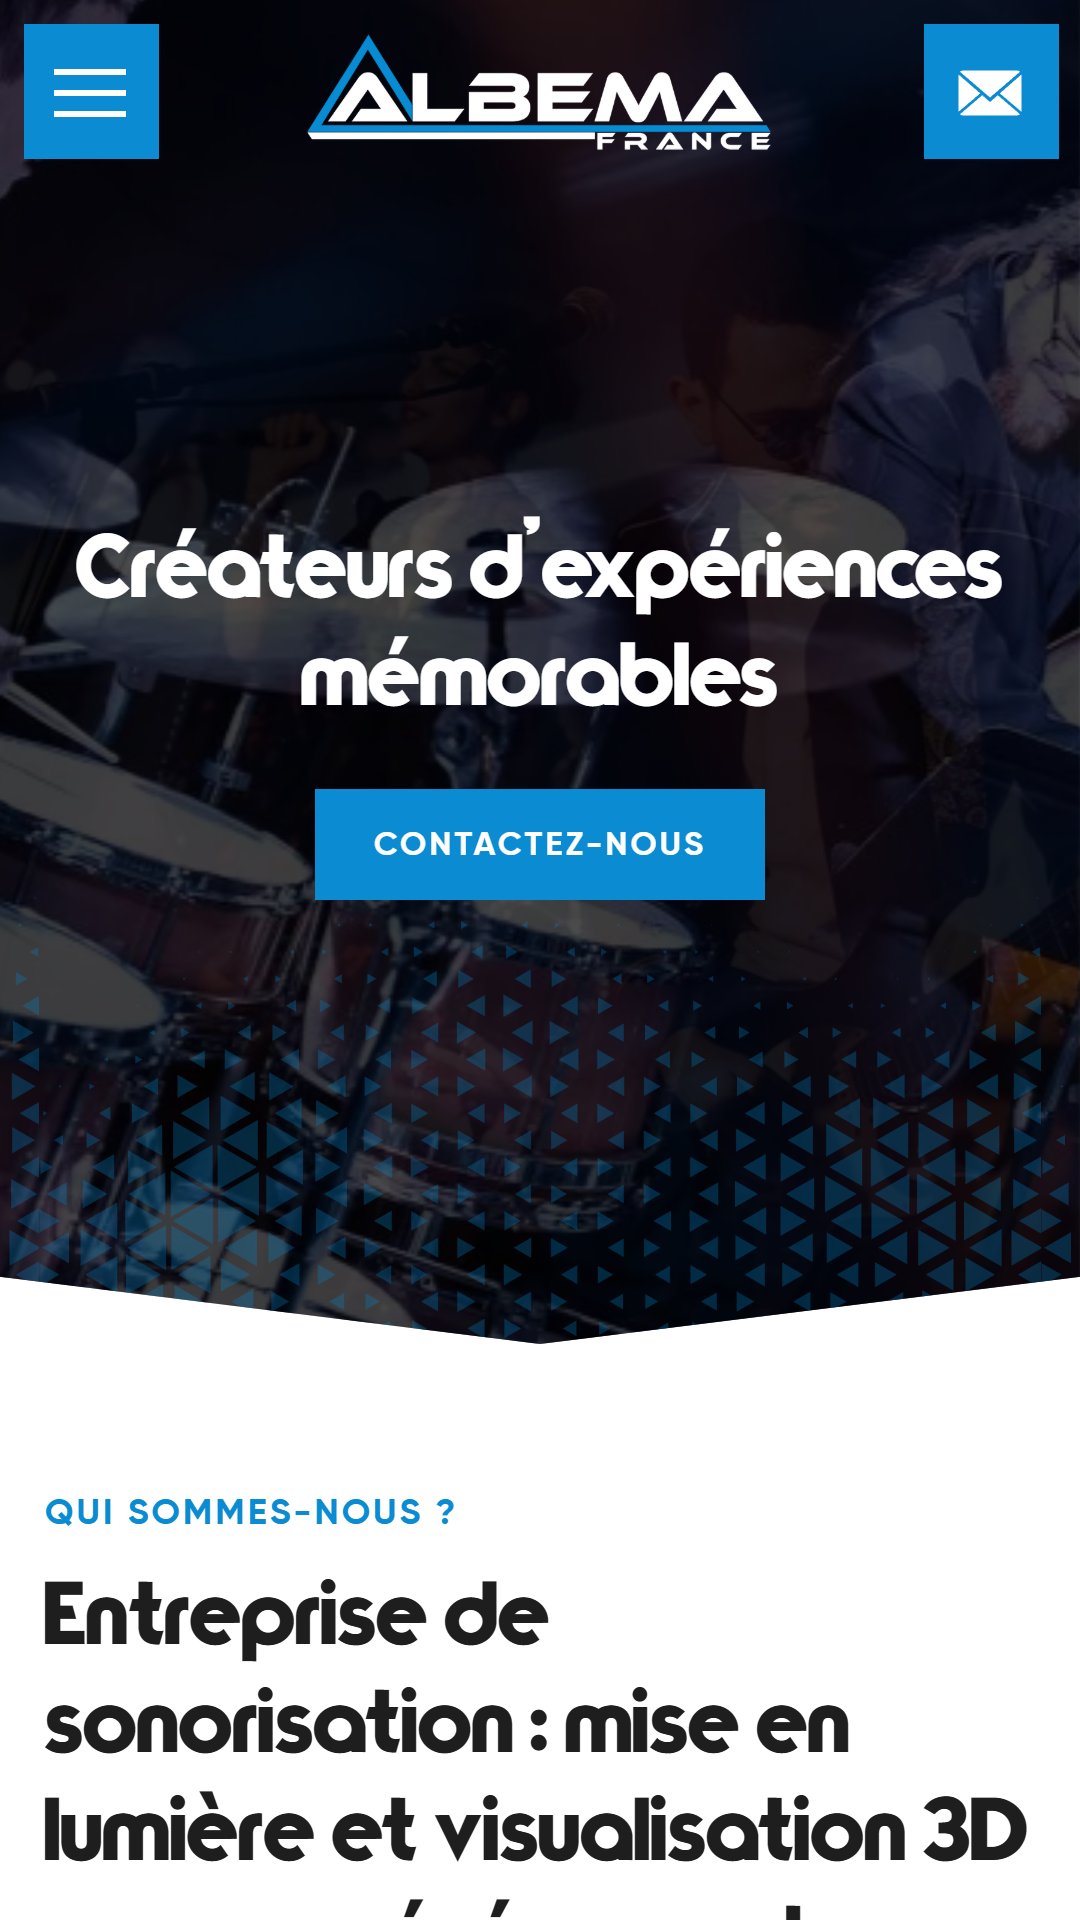 ALBEMA
FRANCE
Créateurs d’expériences
mémorables
CONTACTEZ-NOUS
QUI SOMMES-NOUS ?
Entreprise de
sonorisation : mise en
lumière et visualisation 3D